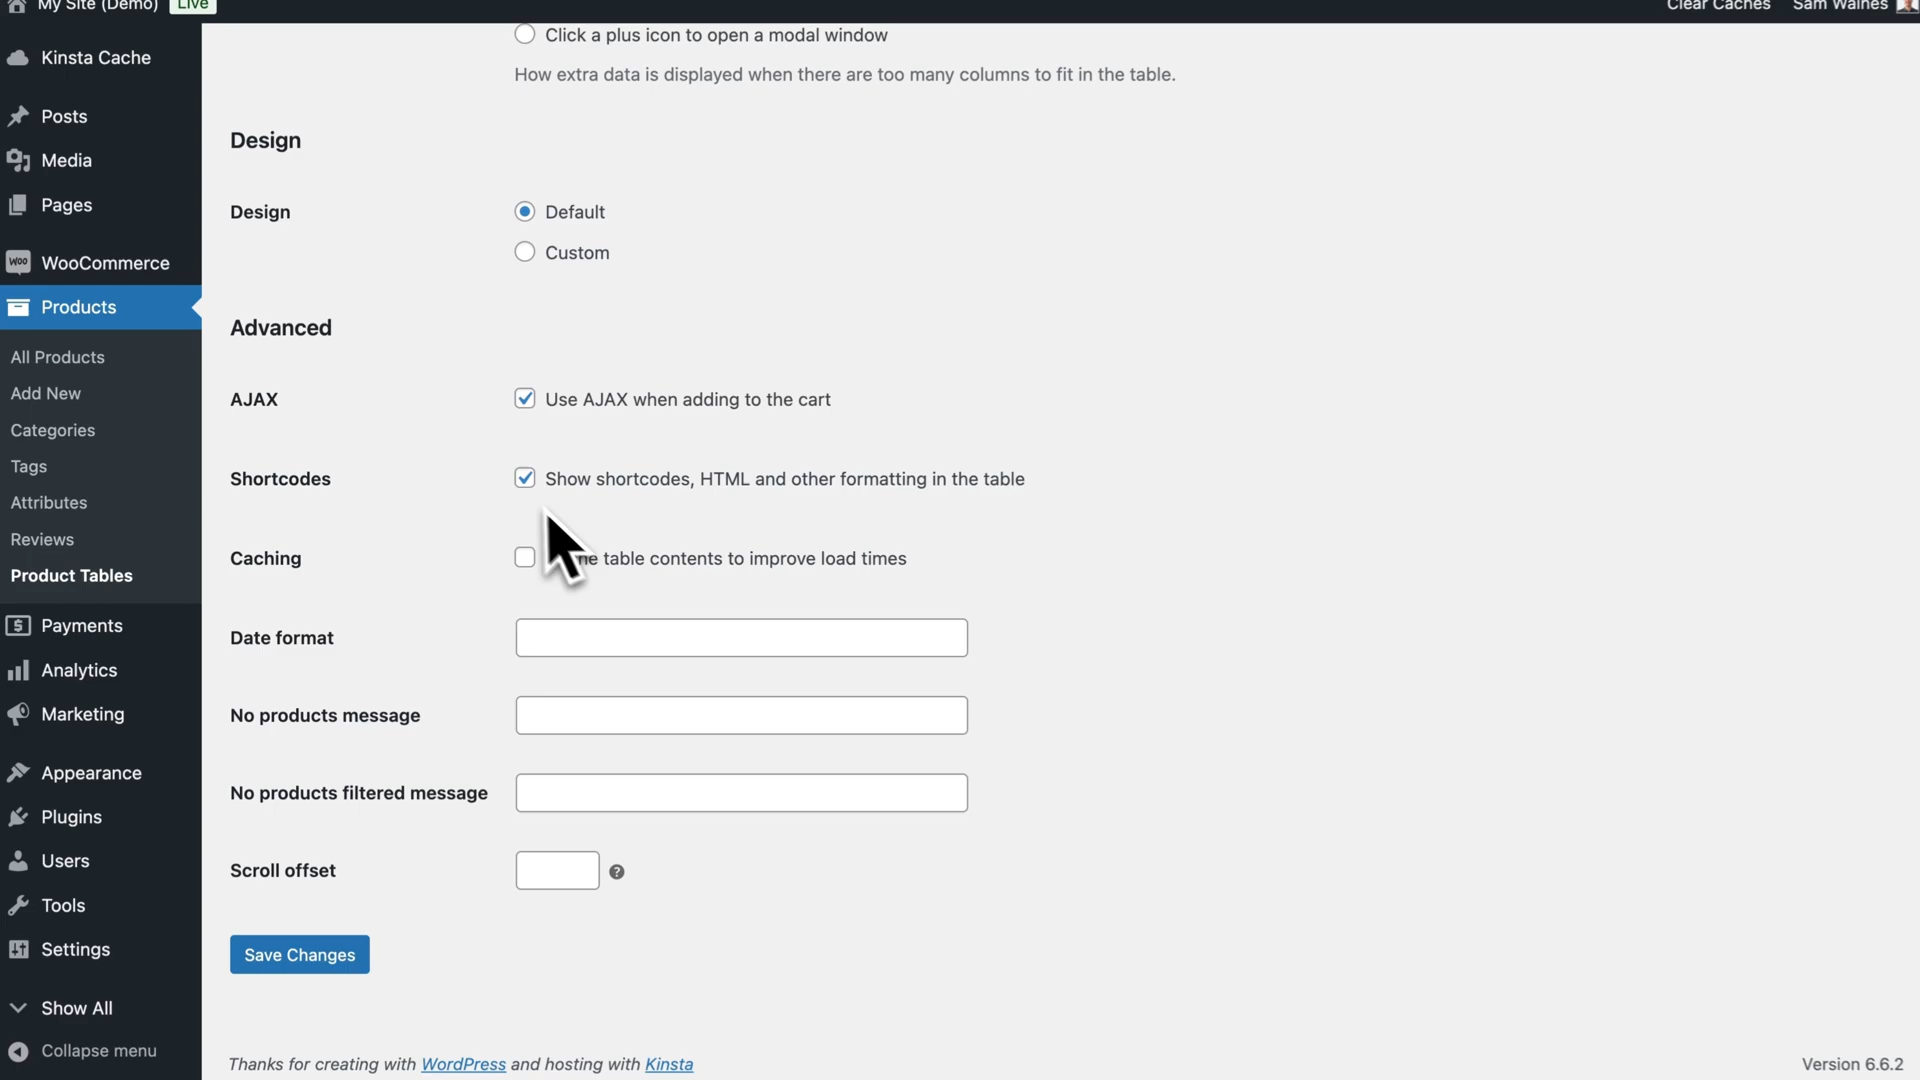 My Site (Demo) Live
Clear Caches Sam Waines
Kinsta Cache
Posts
Media
Pages
WooCommerce
Products
All Products
Add New
Categories
Tags
Attributes
Reviews
Product Tables
Payments
Analytics
Marketing
Appearance
Plugins
Users
Tools
Settings
Show All
Collapse menu
Click a plus icon to open a modal window
How extra data is displayed when there are too many columns to fit in the table.
Design
Design
Default
Custom
Advanced
AJAX
Use AJAX when adding to the cart
Shortcodes
Show shortcodes, HTML and other formatting in the table
Caching
table contents to improve load times
Date format
No products message
No products filtered message
Scroll offset
?
Save Changes
Thanks for creating with WordPress and hosting with Kinsta
Version 6.6.2